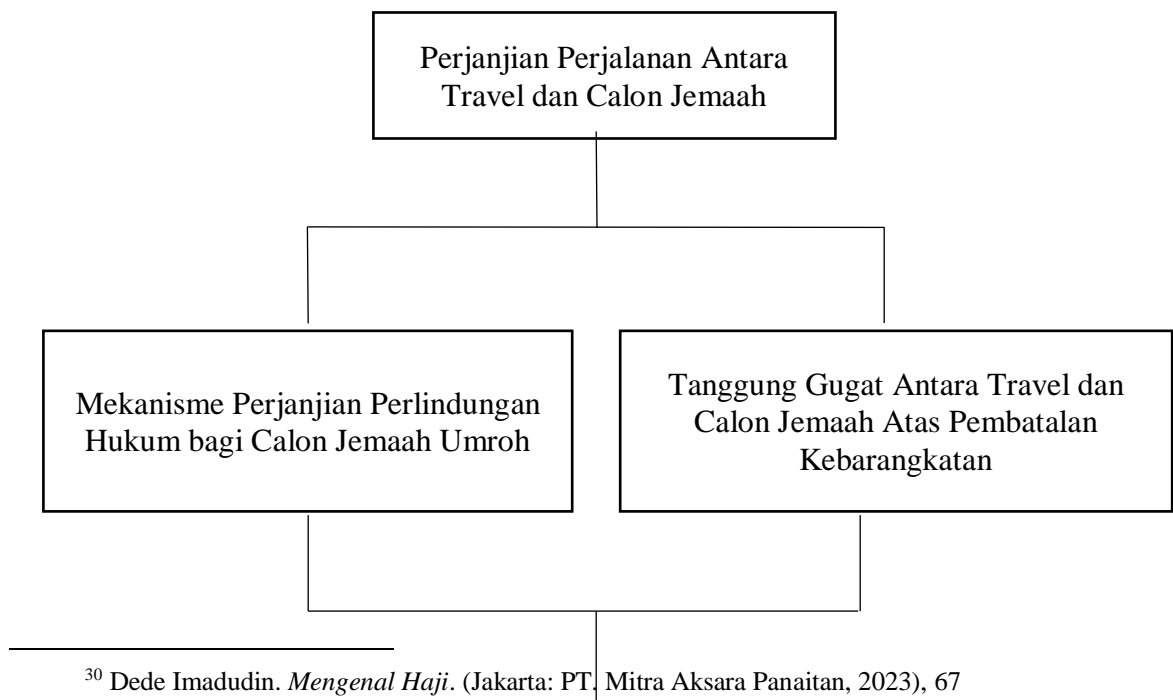 Perjanjian Perjalanan Antara
Travel dan Calon Jemaah
Mekanisme Perjanjian Perlindungan
Hukum bagi Calon Jemaah Umroh
Tanggung Gugat Antara Travel dan
Calon Jemaah Atas Pembatalan
Kebarangkatan
30 Dede Imadudin. Mengenal Haji. (Jakarta: PT. Mitra Aksara Panaitan, 2023), 67